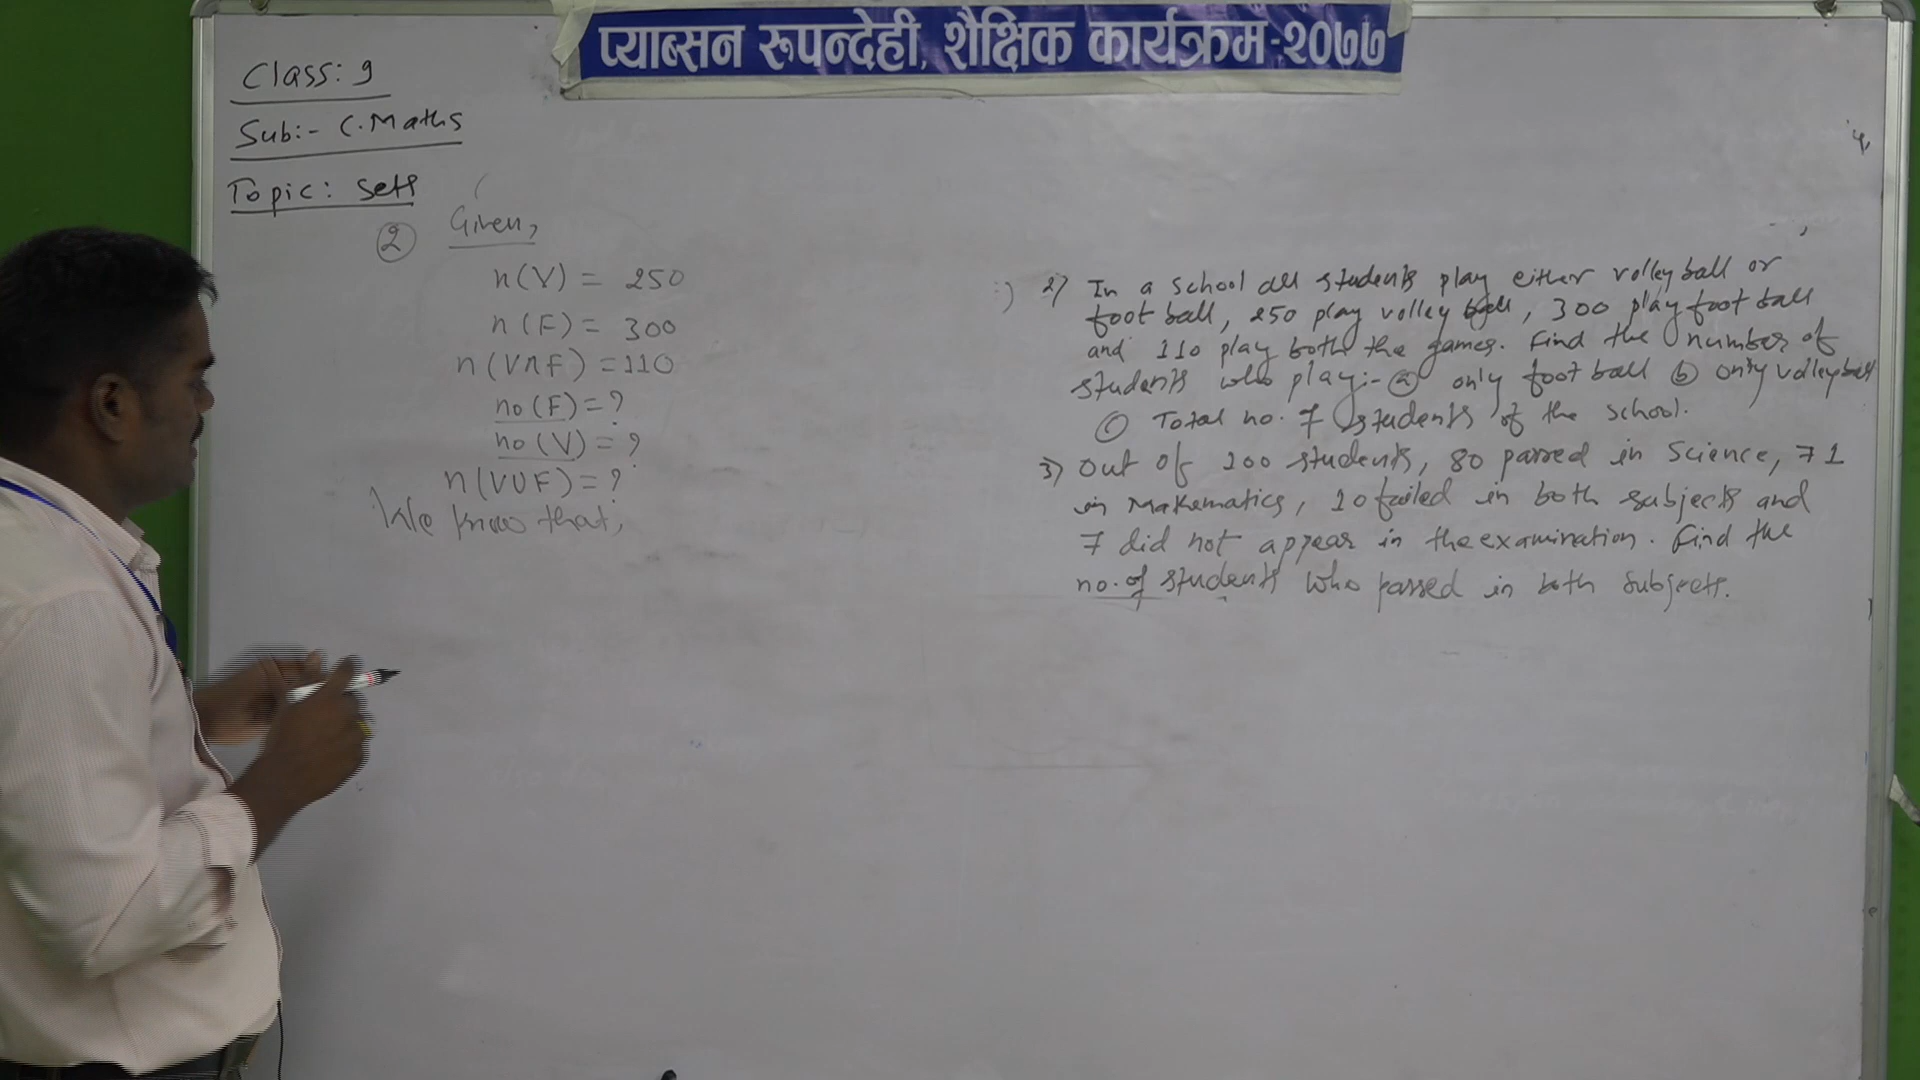 प्याब्सन रूपन्देही, शैक्षिक कार्यक्रम-२०७७
Class: 9
Sub:- C. Maths
Topic: Sets
② Given,
n(V) = 250
n(F) = 300
n(V∩F) = 110
no(F) = ?
no(V) = ?
n(V∪F) = ?
We know that,
2) In a school all students play either volley ball or
foot ball, 250 play volley ball, 300 play foot ball
and 110 play both the games. Find the number of
students who play:- ⓐ only foot ball ⓑ only volleyball
ⓒ Total no. of students of the school.
3) Out of 100 students, 80 passed in Science, 71
in Mathematics, 10 failed in both subjects and
7 did not appear in the examination. Find the
no. of students who passed in both subjects.